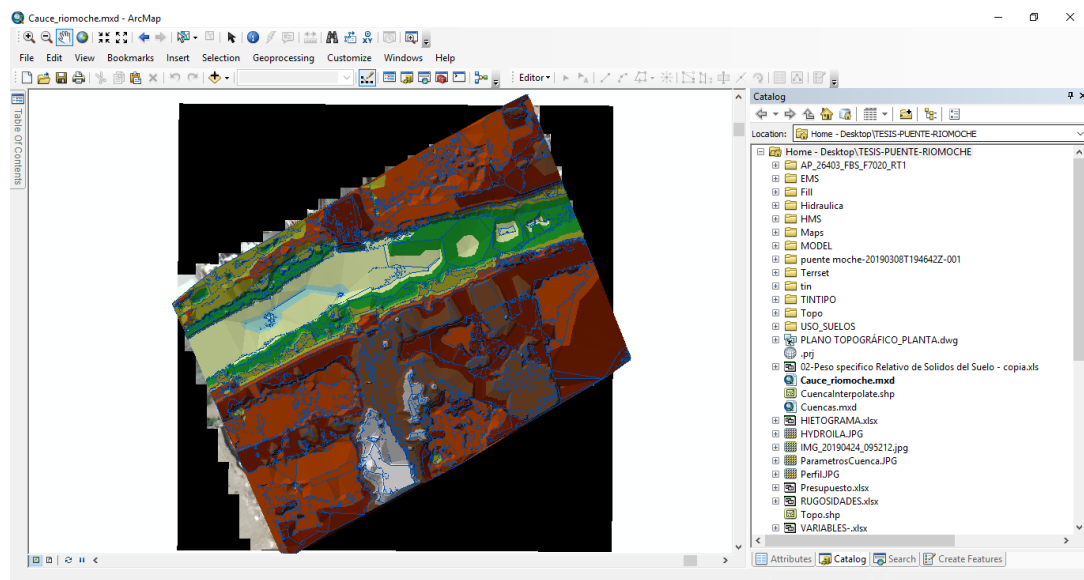 Cauce_riomoche.mxd - ArcMap
File Edit View Bookmarks Insert Selection Geoprocessing Customize Windows Help
Editor
Table Of Contents
Catalog
Location: Home - Desktop\TESIS-PUENTE-RIOMOCHE
Home - Desktop\TESIS-PUENTE-RIOMOCHE
AP_26403_FBS_F7020_RT1
EMS
Fill
Hidraulica
HMS
Maps
MODEL
puente moche-20190308T194642Z-001
Terrset
tin
TINTIPO
Topo
USO_SUELOS
PLANO TOPOGRÁFICO_PLANTA.dwg
.prj
02-Peso especifico Relativo de Solidos del Suelo - copia.xls
Cauce_riomoche.mxd
CuencaInterpolate.shp
Cuencas.mxd
HIETOGRAMA.xlsx
HYDROILA.JPG
IMG_20190424_095212.jpg
ParametrosCuenca.JPG
Perfil.JPG
Presupuesto.xlsx
RUGOSIDADES.xlsx
Topo.shp
VARIABLES-.xlsx
Attributes Catalog Search Create Features